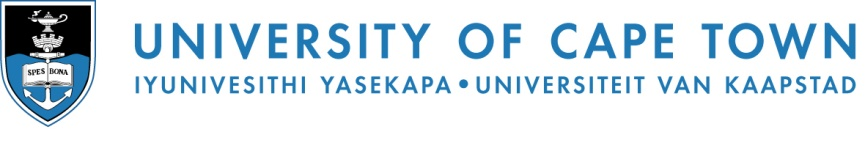 SPES BONA
UNIVERSITY OF CAPE TOWN
IYUNIVESITHI YASEKAPA • UNIVERSITEIT VAN KAAPSTAD